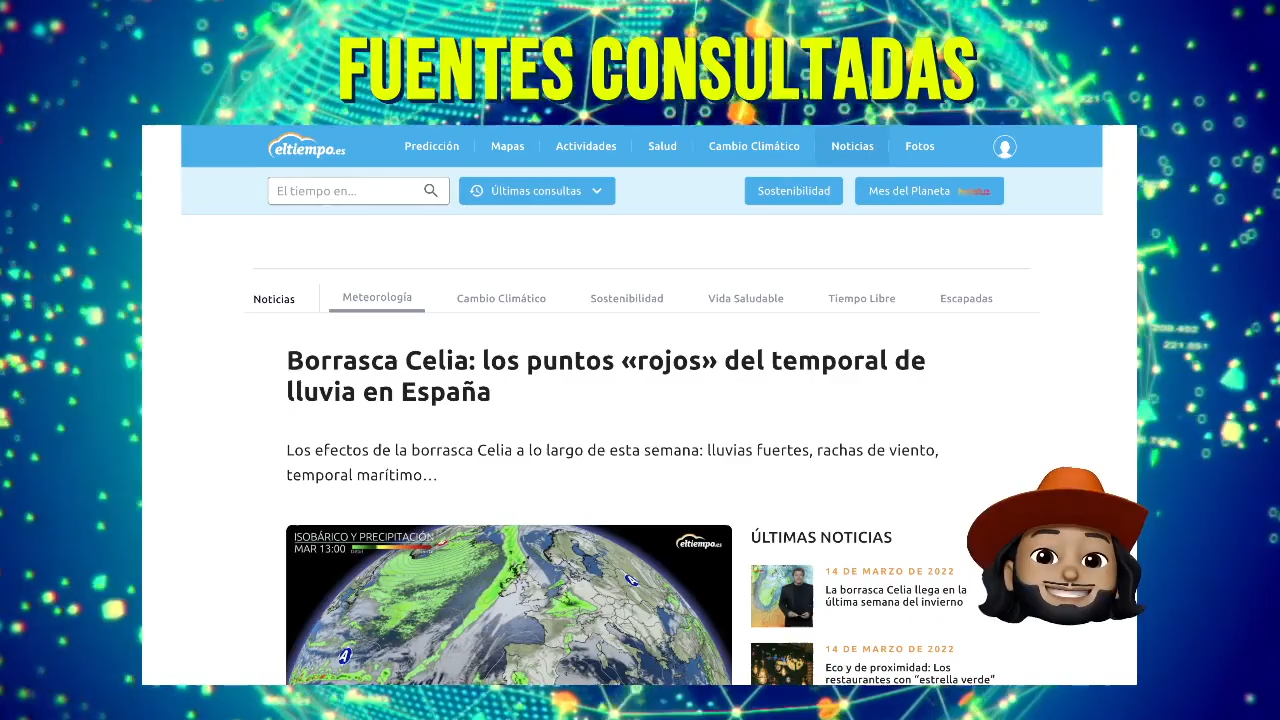 FUENTES CONSULTADAS
eltiempo.es
Predicción
Mapas
Actividades
Salud
Cambio Climático
Noticias
Fotos
El tiempo en...
Últimas consultas
Sostenibilidad
Mes del Planeta
Noticias
Meteorología
Cambio Climático
Sostenibilidad
Vida Saludable
Tiempo Libre
Escapadas
Borrasca Celia: los puntos «rojos» del temporal de
lluvia en España
Los efectos de la borrasca Celia a lo largo de esta semana: lluvias fuertes, rachas de viento,
temporal marítimo…
ISOBÁRICO Y PRECIPITACIÓN
MAR 13:00
eltiempo.es
A
A
ÚLTIMAS NOTICIAS
14 DE MARZO DE 2022
La borrasca Celia llega en la
última semana del invierno
14 DE MARZO DE 2022
Eco y de proximidad: Los
restaurantes con “estrella verde”